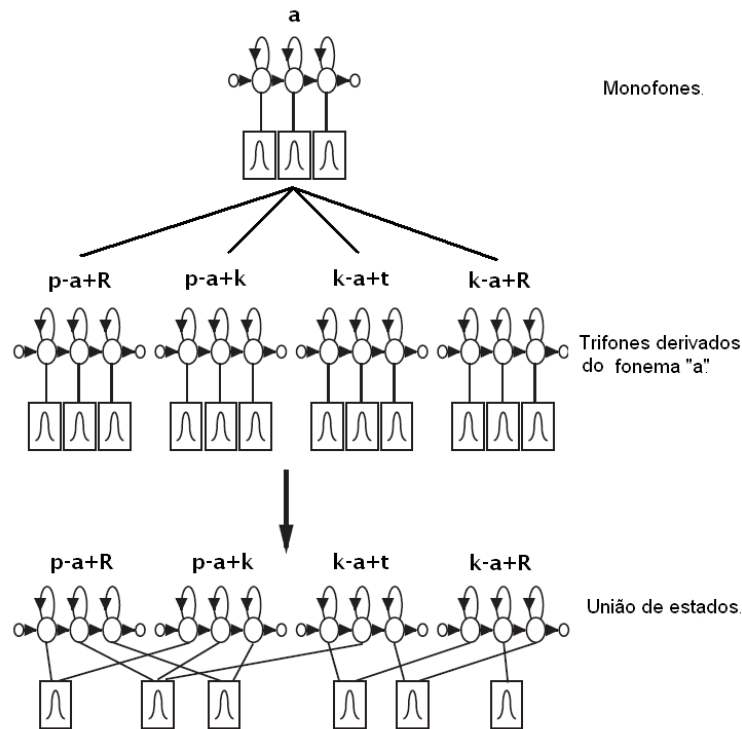 a
Monofones.
p-a+R p-a+k k-a+t k-a+R
Trifones derivados
do fonema "a"
p-a+R p-a+k k-a+t k-a+R
União de estados.